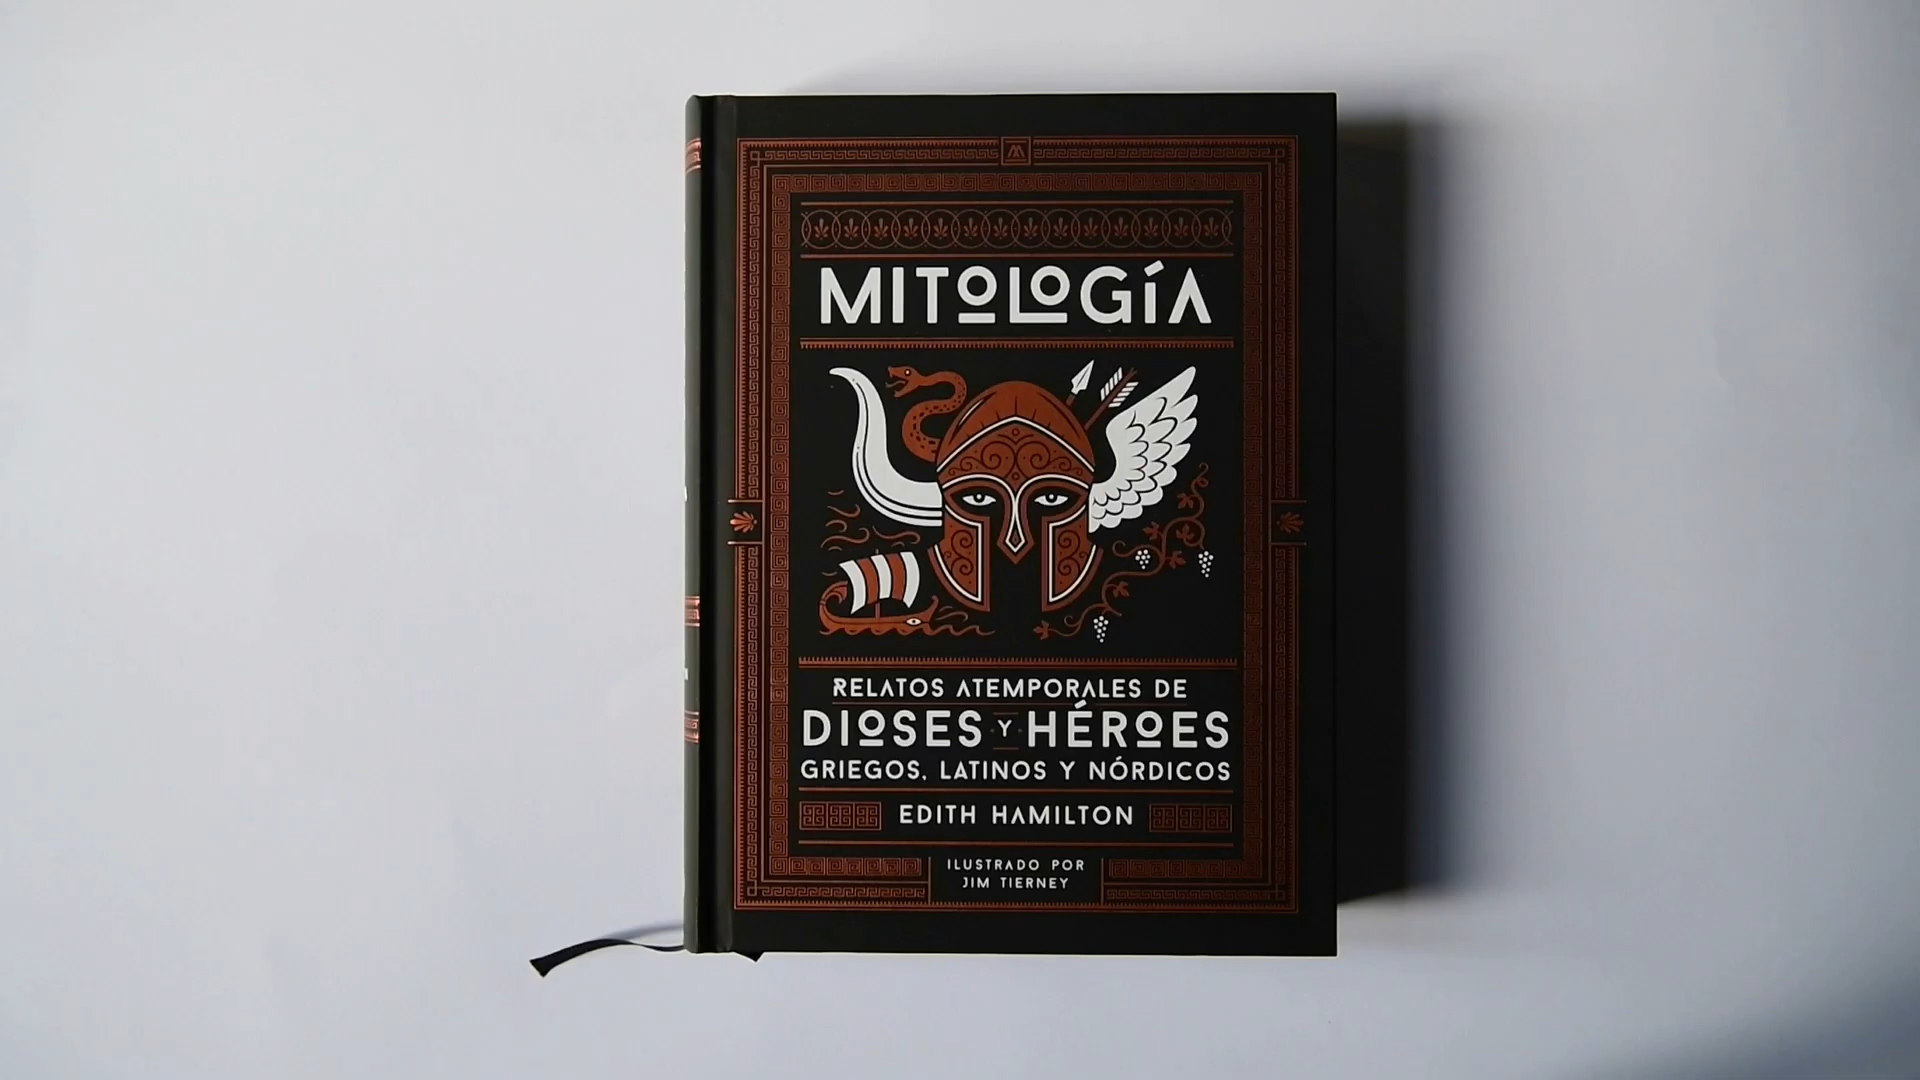 MITOLOGÍA
RELATOS ATEMPORALES DE
DIOSES Y HÉROES
GRIEGOS, LATINOS Y NÓRDICOS
EDITH HAMILTON
ILUSTRADO POR
JIM TIERNEY